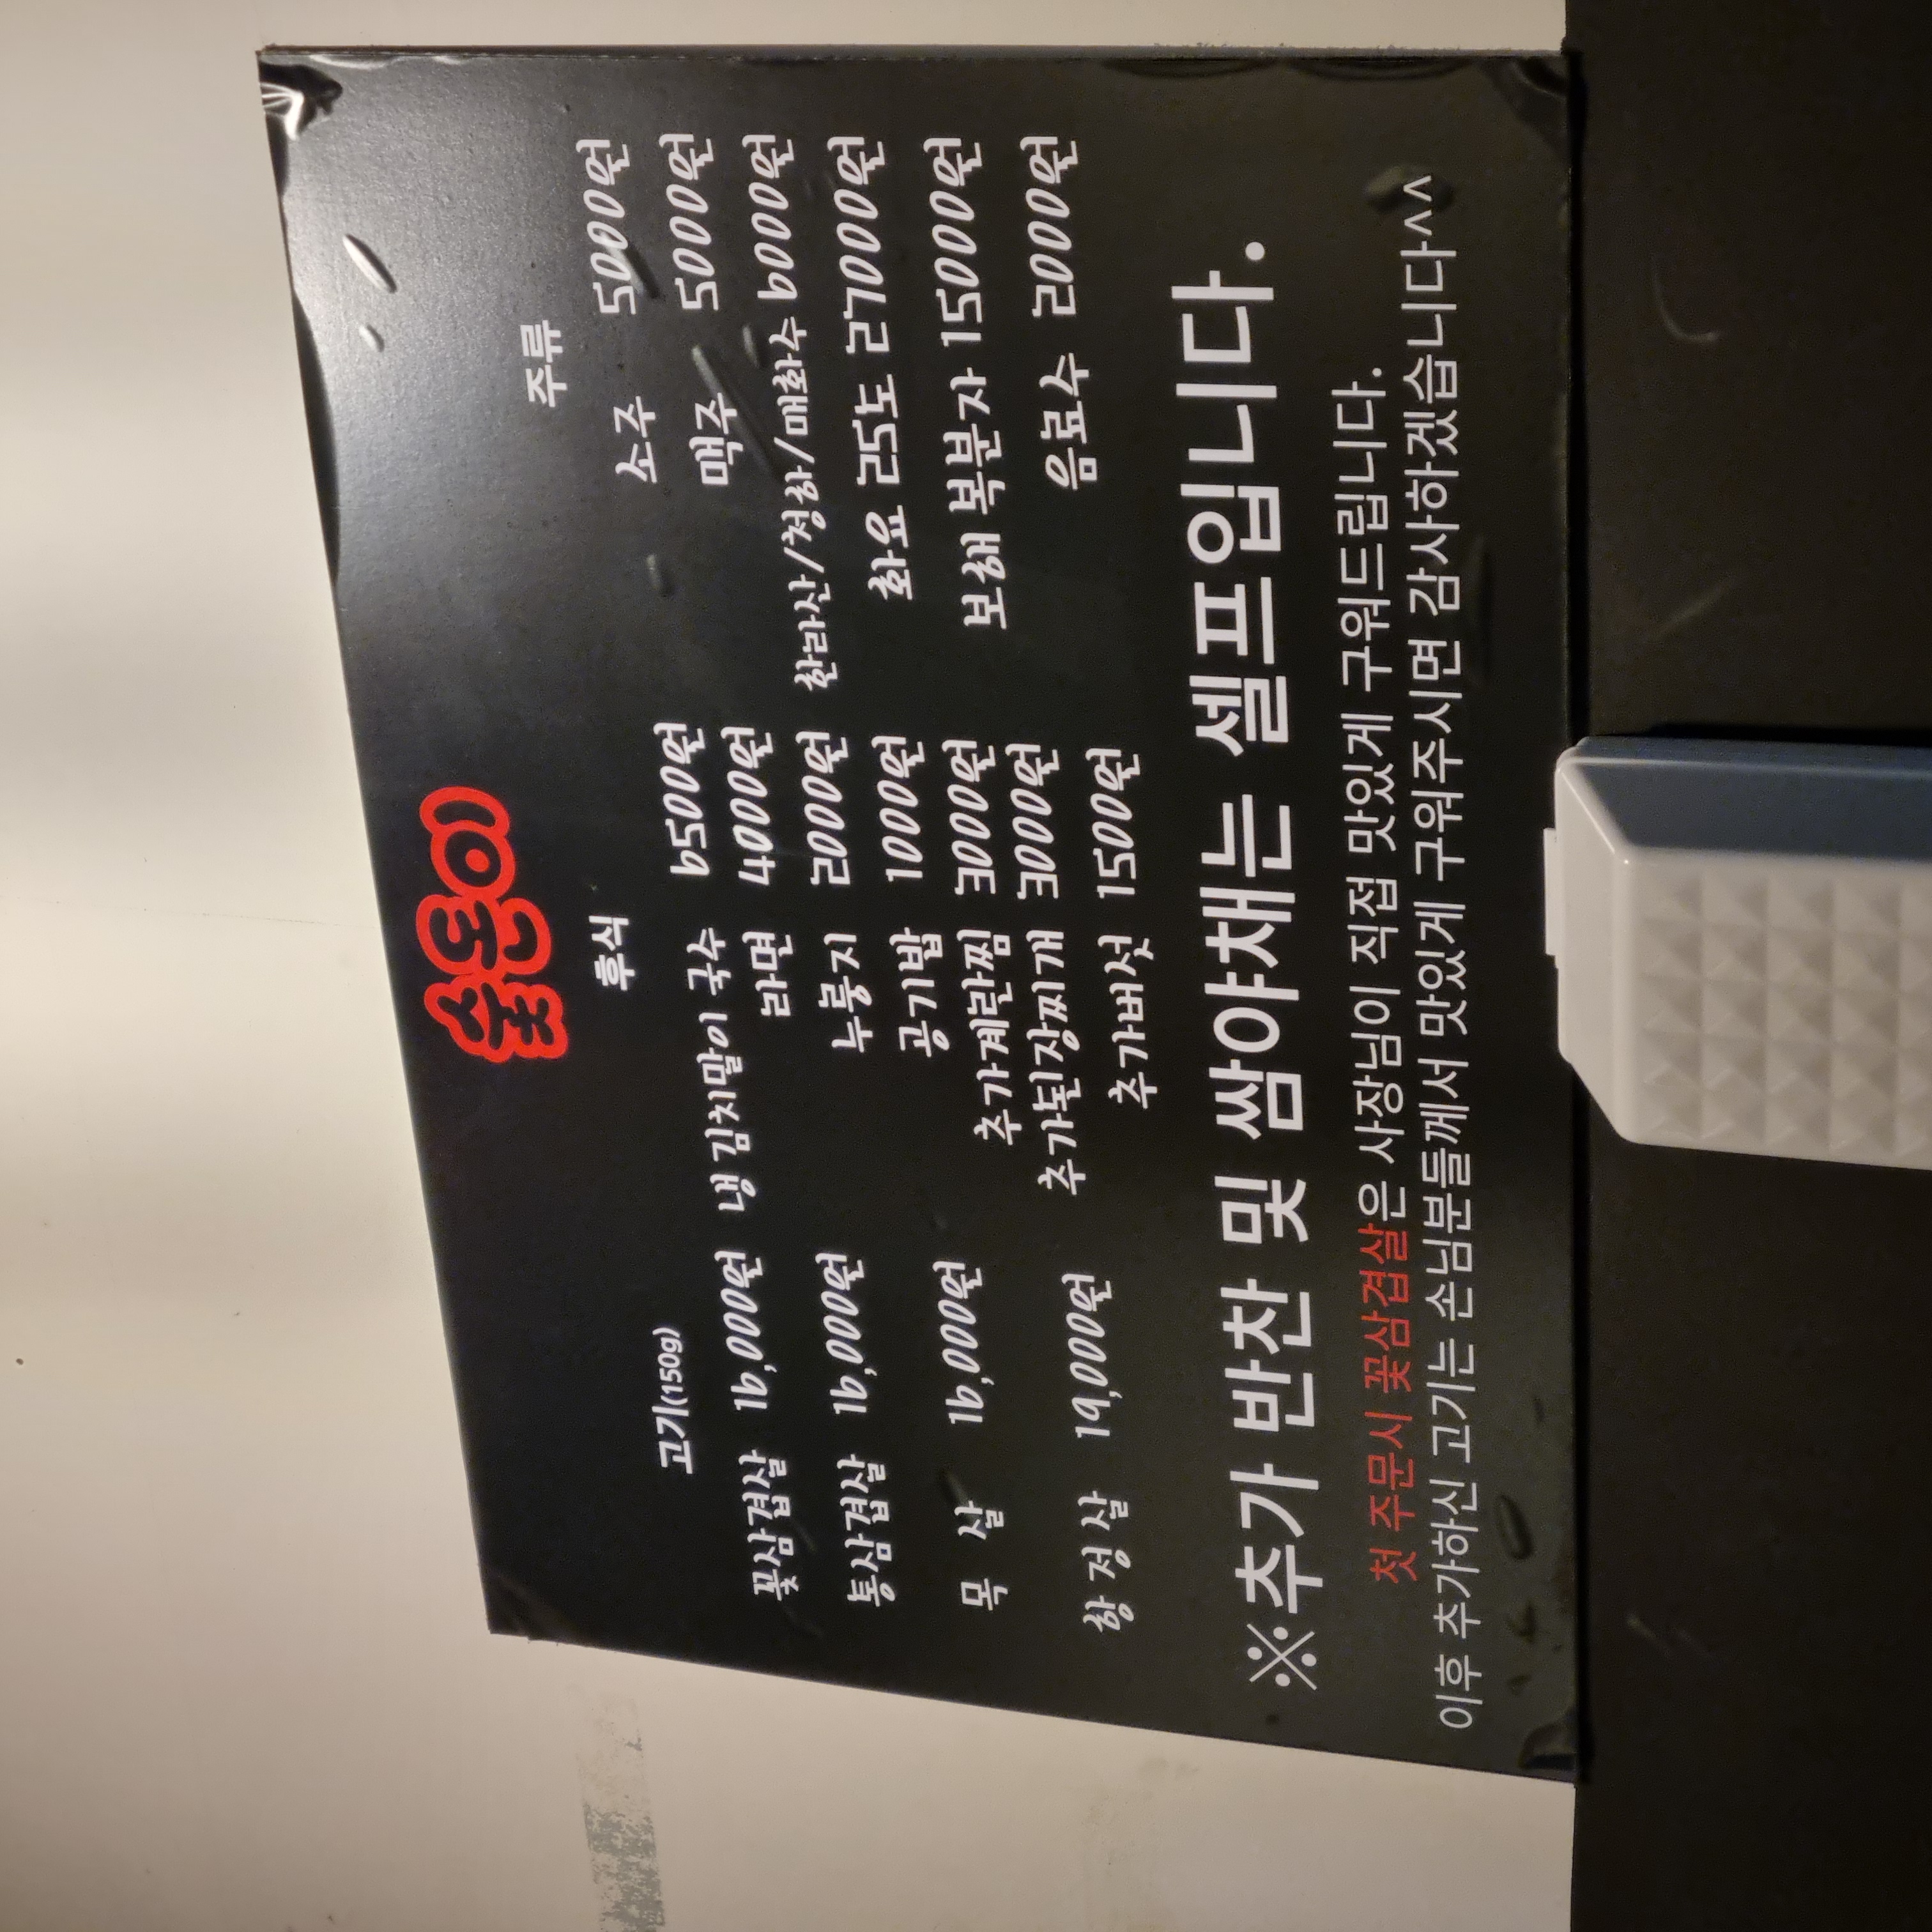 솥돈이
고기(150g)
꽃삼겹살 16,000원
통삼겹살 16,000원
목 살 16,000원
항정살 19,000원
후식
냉김치말이 국수 6500원
라면 4000원
누룽지 2000원
공기밥 1000원
추가계란찜 3000원
추가된장찌개 3000원
추가버섯 1500원
주류
소주 5000원
맥주 5000원
한라산/청하/매화수 6000원
화요 25도 27000원
보해 복분자 15000원
음료수 2000원
※추가 반찬 및 쌈야채는 셀프입니다.
첫 주문시 꽃삼겹살은 사장님이 직접 맛있게 구워드립니다.
이후 추가하신 고기는 손님분들께서 맛있게 구워주시면 감사하겠습니다^^